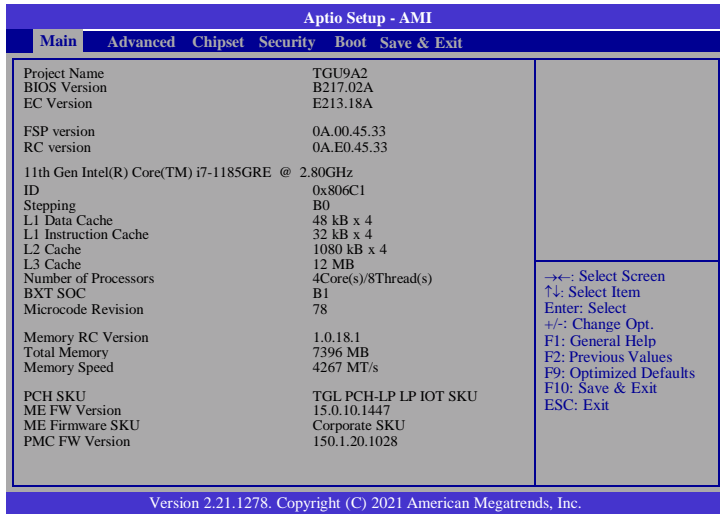 Aptio Setup - AMI
Main Advanced Chipset Security Boot Save & Exit
Project Name TGU9A2
BIOS Version B217.02A
EC Version E213.18A
FSP version 0A.00.45.33
RC version 0A.E0.45.33
11th Gen Intel(R) Core(TM) i7-1185GRE @ 2.80GHz
ID 0x806C1
Stepping B0
L1 Data Cache 48 kB x 4
L1 Instruction Cache 32 kB x 4
L2 Cache 1080 kB x 4
L3 Cache 12 MB
Number of Processors 4Core(s)/8Thread(s)
BXT SOC B1
Microcode Revision 78
Memory RC Version 1.0.18.1
Total Memory 7396 MB
Memory Speed 4267 MT/s
PCH SKU TGL PCH-LP LP IOT SKU
ME FW Version 15.0.10.1447
ME Firmware SKU Corporate SKU
PMC FW Version 150.1.20.1028
→←: Select Screen
↑↓: Select Item
Enter: Select
+/-: Change Opt.
F1: General Help
F2: Previous Values
F9: Optimized Defaults
F10: Save & Exit
ESC: Exit
Version 2.21.1278. Copyright (C) 2021 American Megatrends, Inc.